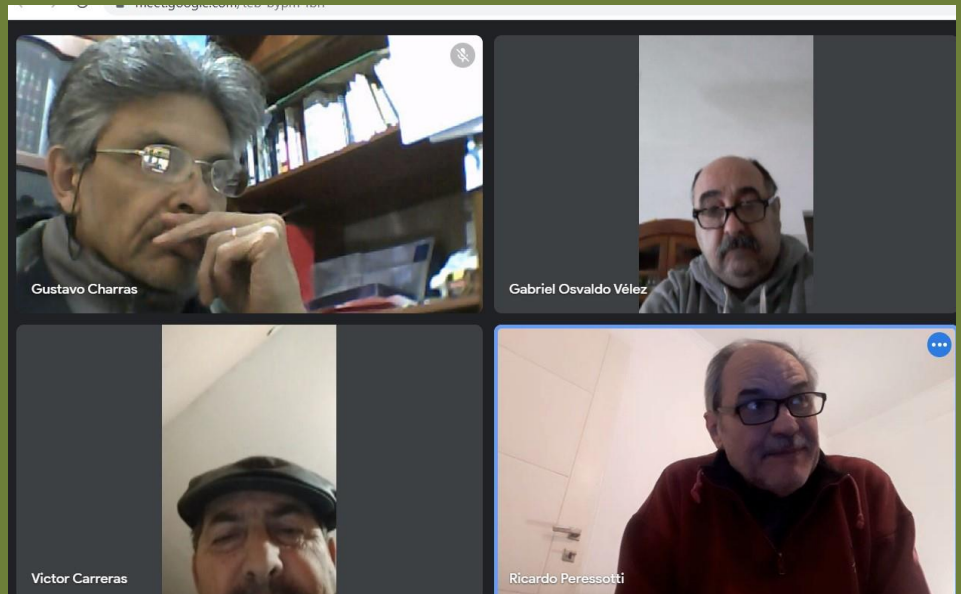 Gustavo Charras
Gabriel Osvaldo Vélez
Victor Carreras
Ricardo Peressotti